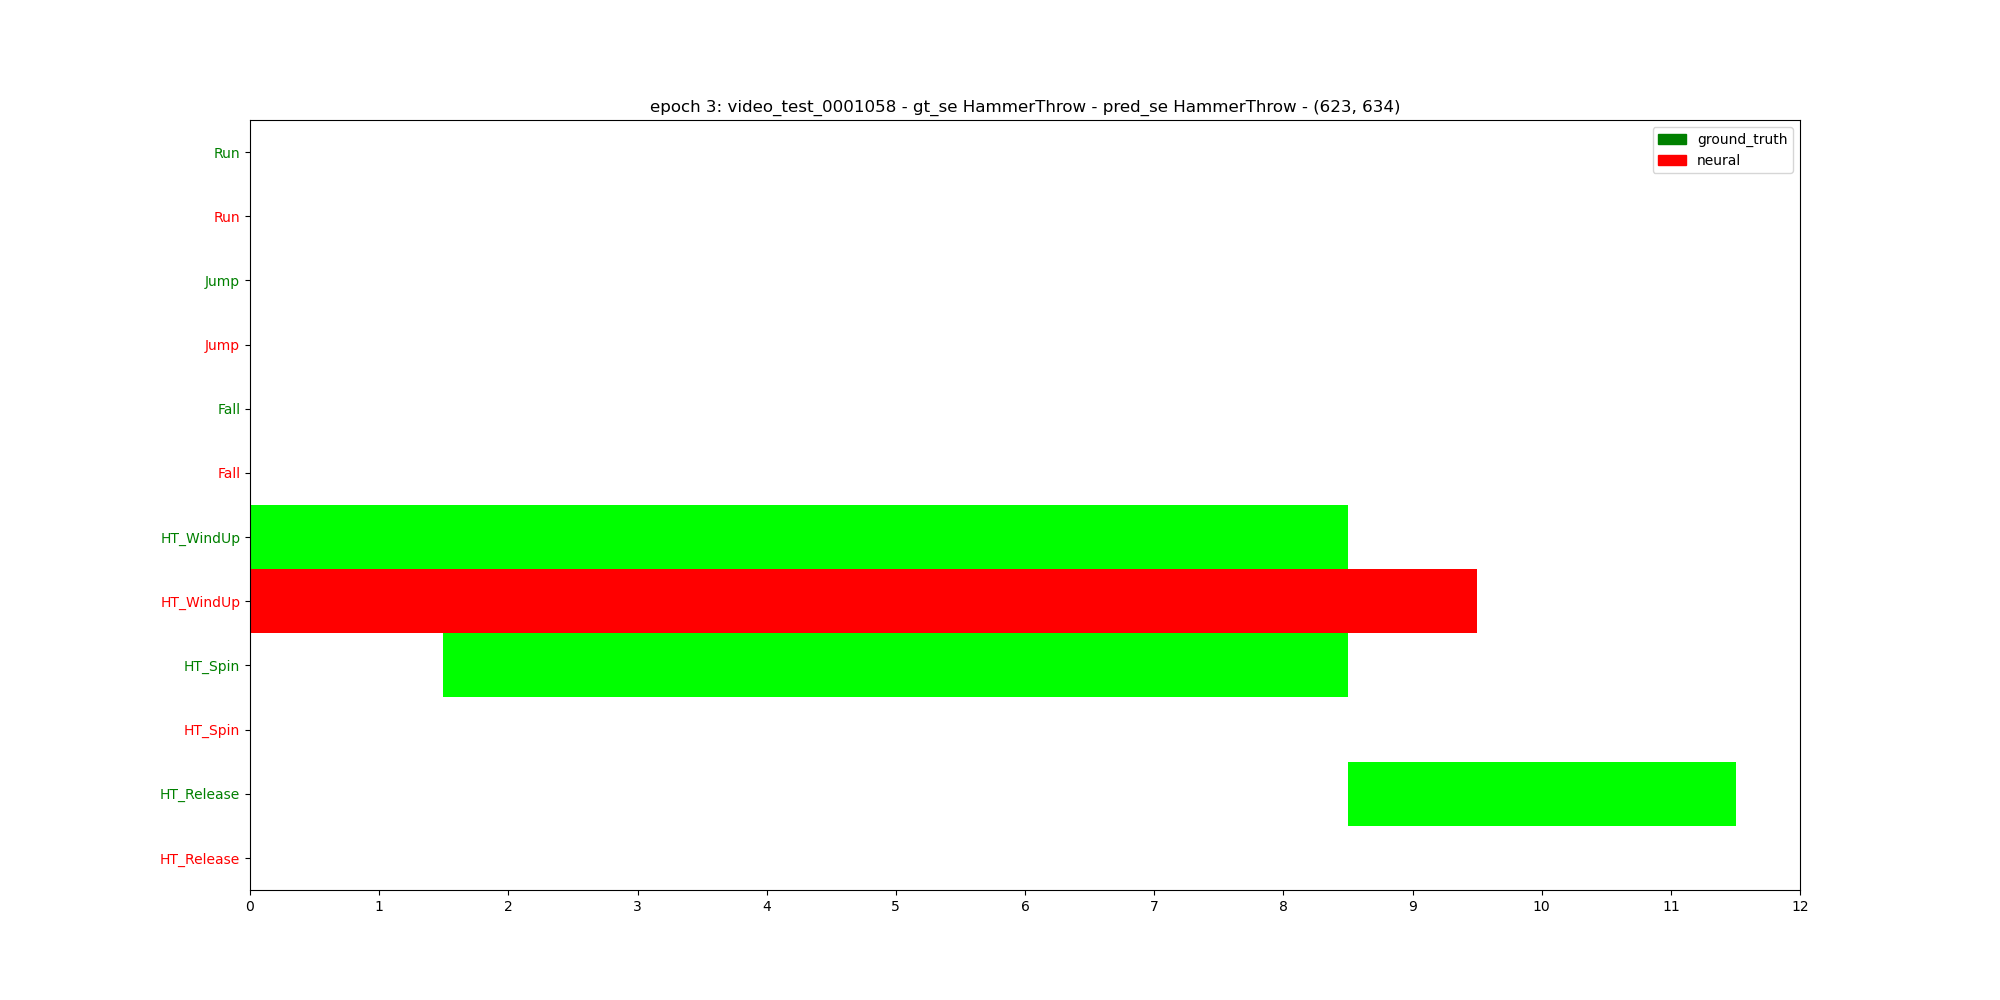 epoch 3: video_test_0001058 - gt_se HammerThrow - pred_se HammerThrow - (623, 634)
ground_truth
neural
Run
Run
Jump
Jump
Fall
Fall
HT_WindUp
HT_WindUp
HT_Spin
HT_Spin
HT_Release
HT_Release
0 1 2 3 4 5 6 7 8 9 10 11 12